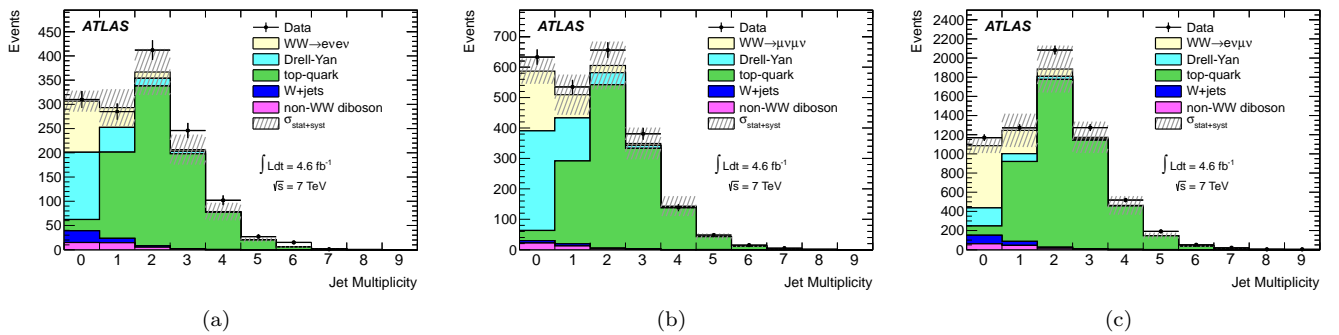 Events
ATLAS
450
400
350
300
250
200
150
100
50
0
Data
WW→eνeν
Drell-Yan
top-quark
W+jets
non-WW diboson
σstat+syst
∫Ldt = 4.6 fb-1
√s = 7 TeV
0 1 2 3 4 5 6 7 8 9
Jet Multiplicity
(a)
Events
ATLAS
700
600
500
400
300
200
100
0
Data
WW→μνμν
Drell-Yan
top-quark
W+jets
non-WW diboson
σstat+syst
∫Ldt = 4.6 fb-1
√s = 7 TeV
0 1 2 3 4 5 6 7 8 9
Jet Multiplicity
(b)
Events
ATLAS
2400
2200
2000
1800
1600
1400
1200
1000
800
600
400
200
0
Data
WW→eνμν
Drell-Yan
top-quark
W+jets
non-WW diboson
σstat+syst
∫Ldt = 4.6 fb-1
√s = 7 TeV
0 1 2 3 4 5 6 7 8 9
Jet Multiplicity
(c)